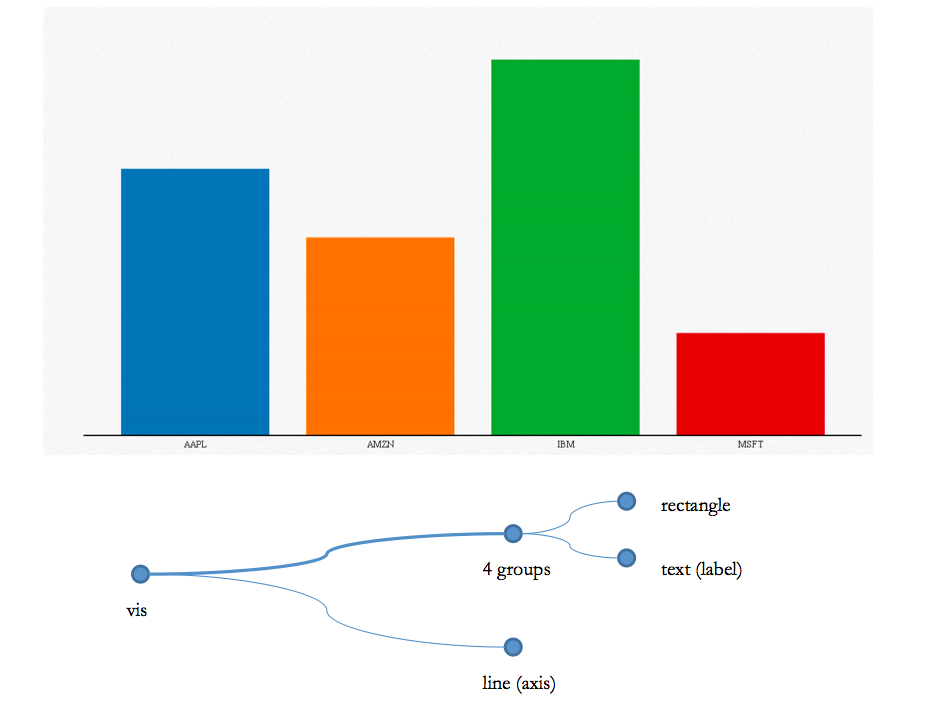 AAPL AMZN IBM MSFT
rectangle
4 groups text (label)
vis
line (axis)